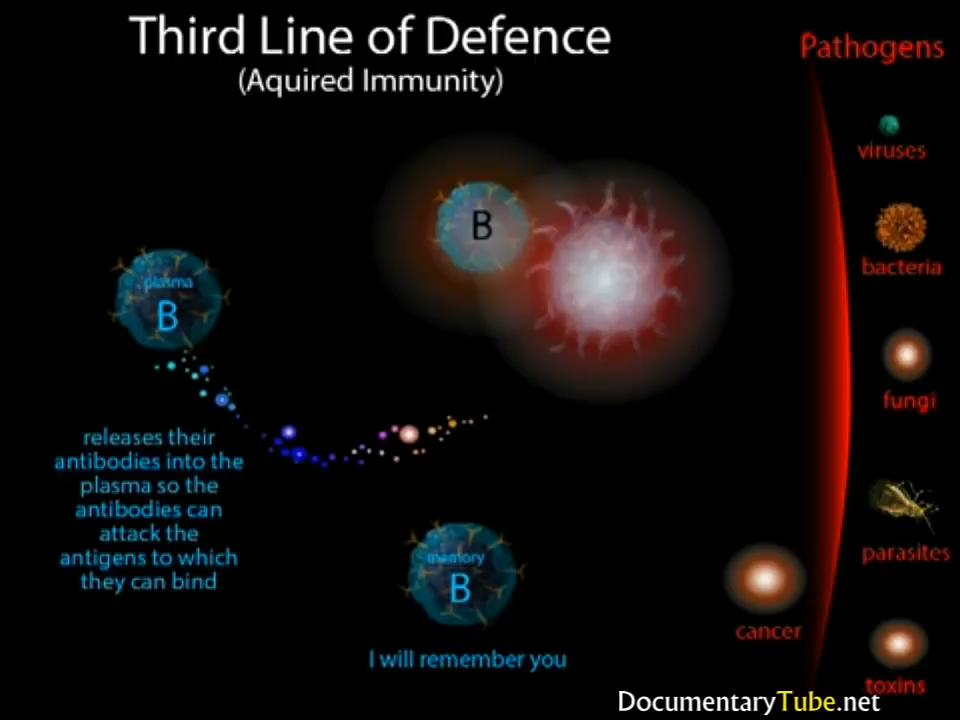 Third Line of Defence
(Aquired Immunity)
Pathogens
viruses
B
bacteria
plasma
B
fungi
releases their
antibodies into the
plasma so the
antibodies can
attack the
antigens to which
they can bind
parasites
memory
B
cancer
I will remember you
toxins
DocumentaryTube.net